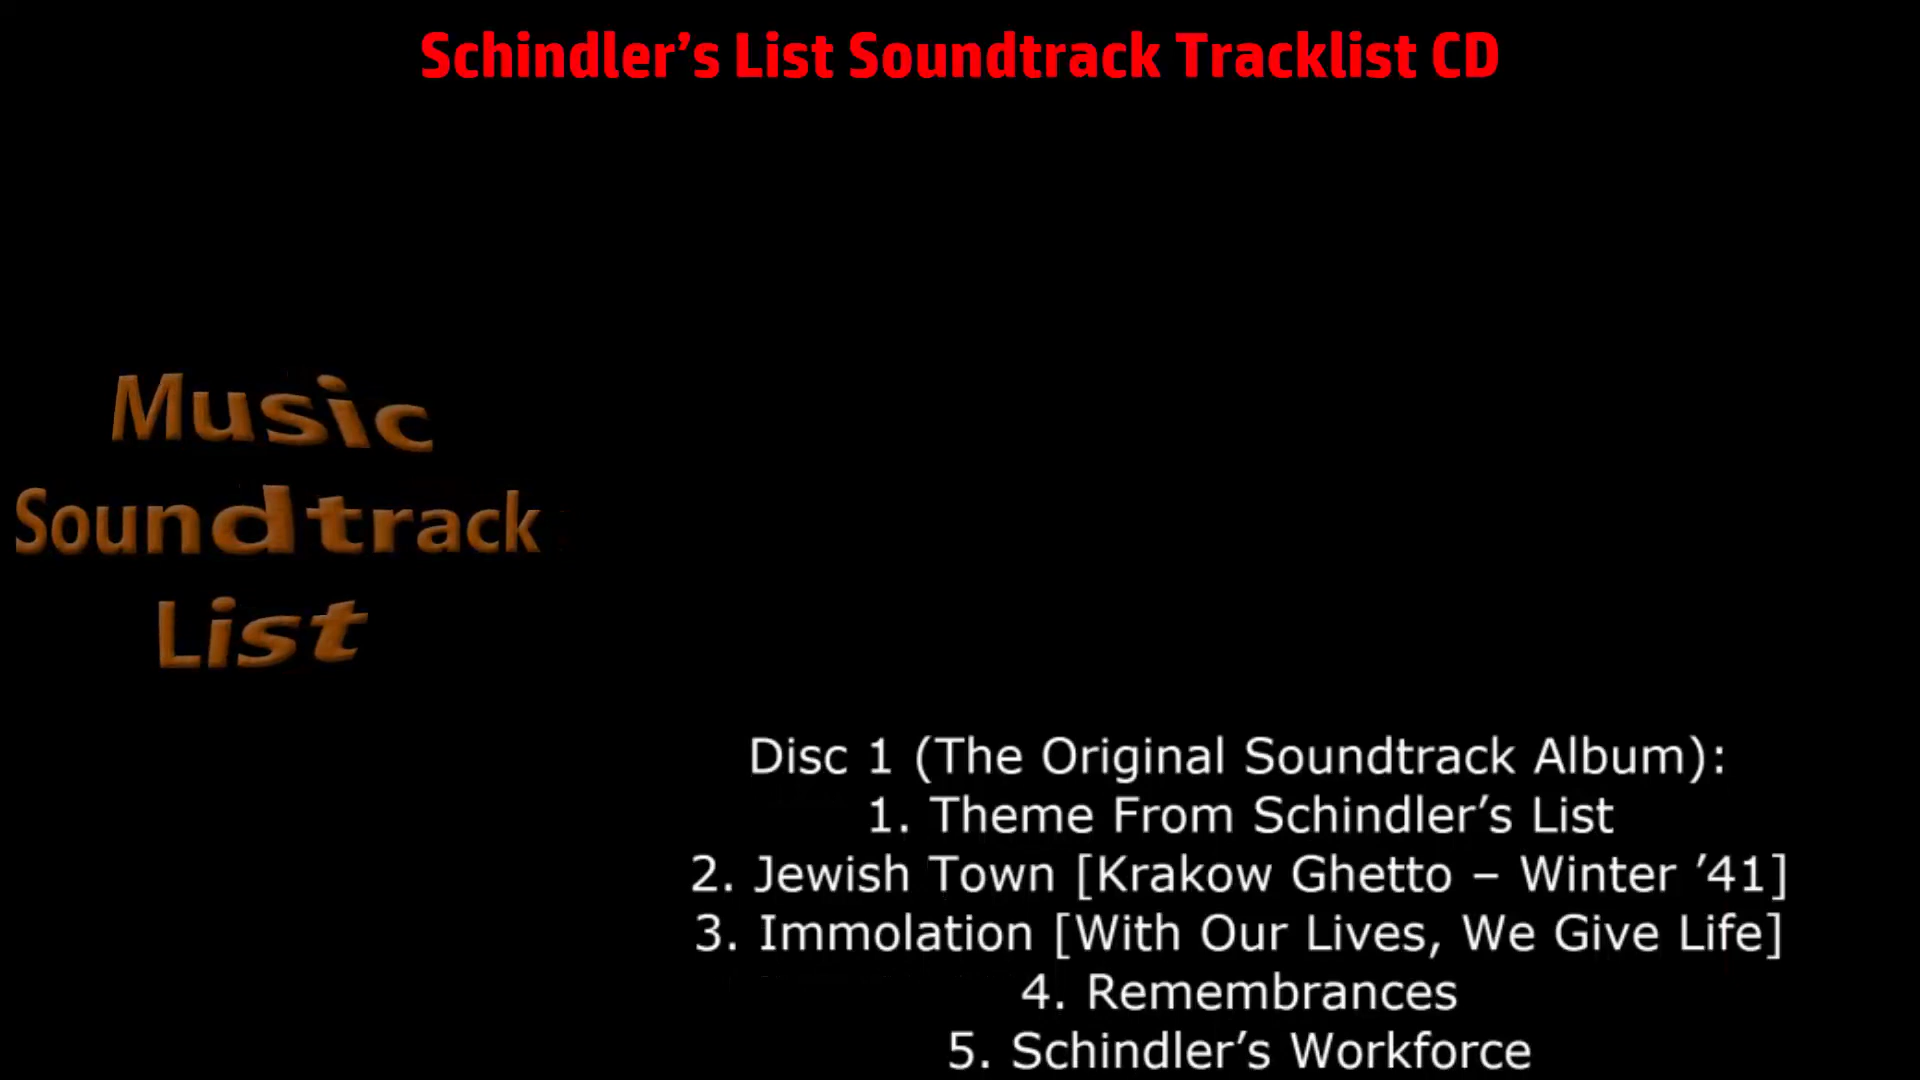 Schindler’s List Soundtrack Tracklist CD
Music
Soundtrack
List
Disc 1 (The Original Soundtrack Album):
1. Theme From Schindler’s List
2. Jewish Town [Krakow Ghetto – Winter ’41]
3. Immolation [With Our Lives, We Give Life]
4. Remembrances
5. Schindler’s Workforce